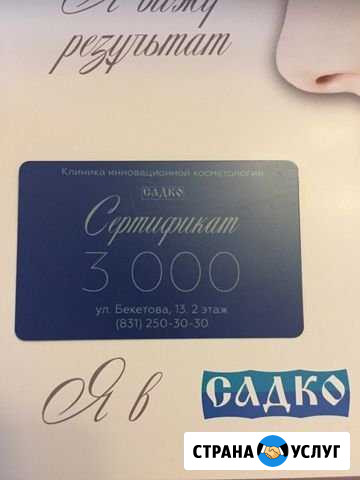 Я вижу
результат
Клиника инновационной косметологии
САДКО
Сертификат
3 000
ул. Бекетова, 13. 2 этаж
(831) 250-30-30
Я в САДКО
СТРАНА УСЛУГ